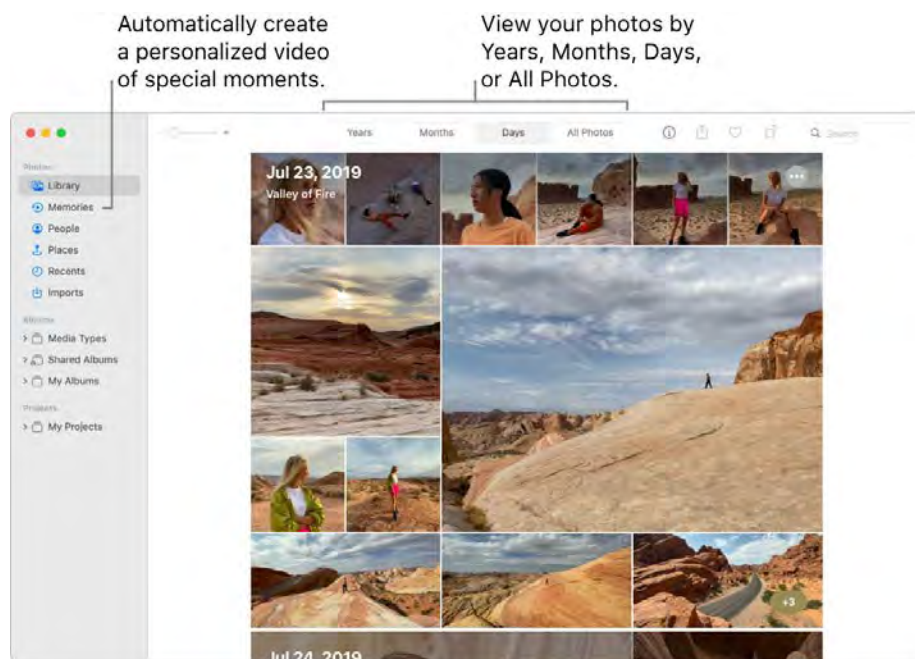 Automatically create
a personalized video
of special moments.
View your photos by
Years, Months, Days,
or All Photos.
Years Months Days All Photos Search
Photos
Library
Memories
People
Places
Recents
Imports
Albums
Media Types
Shared Albums
My Albums
Projects
My Projects
Jul 23, 2019
Valley of Fire
+3
Jul 24, 2019